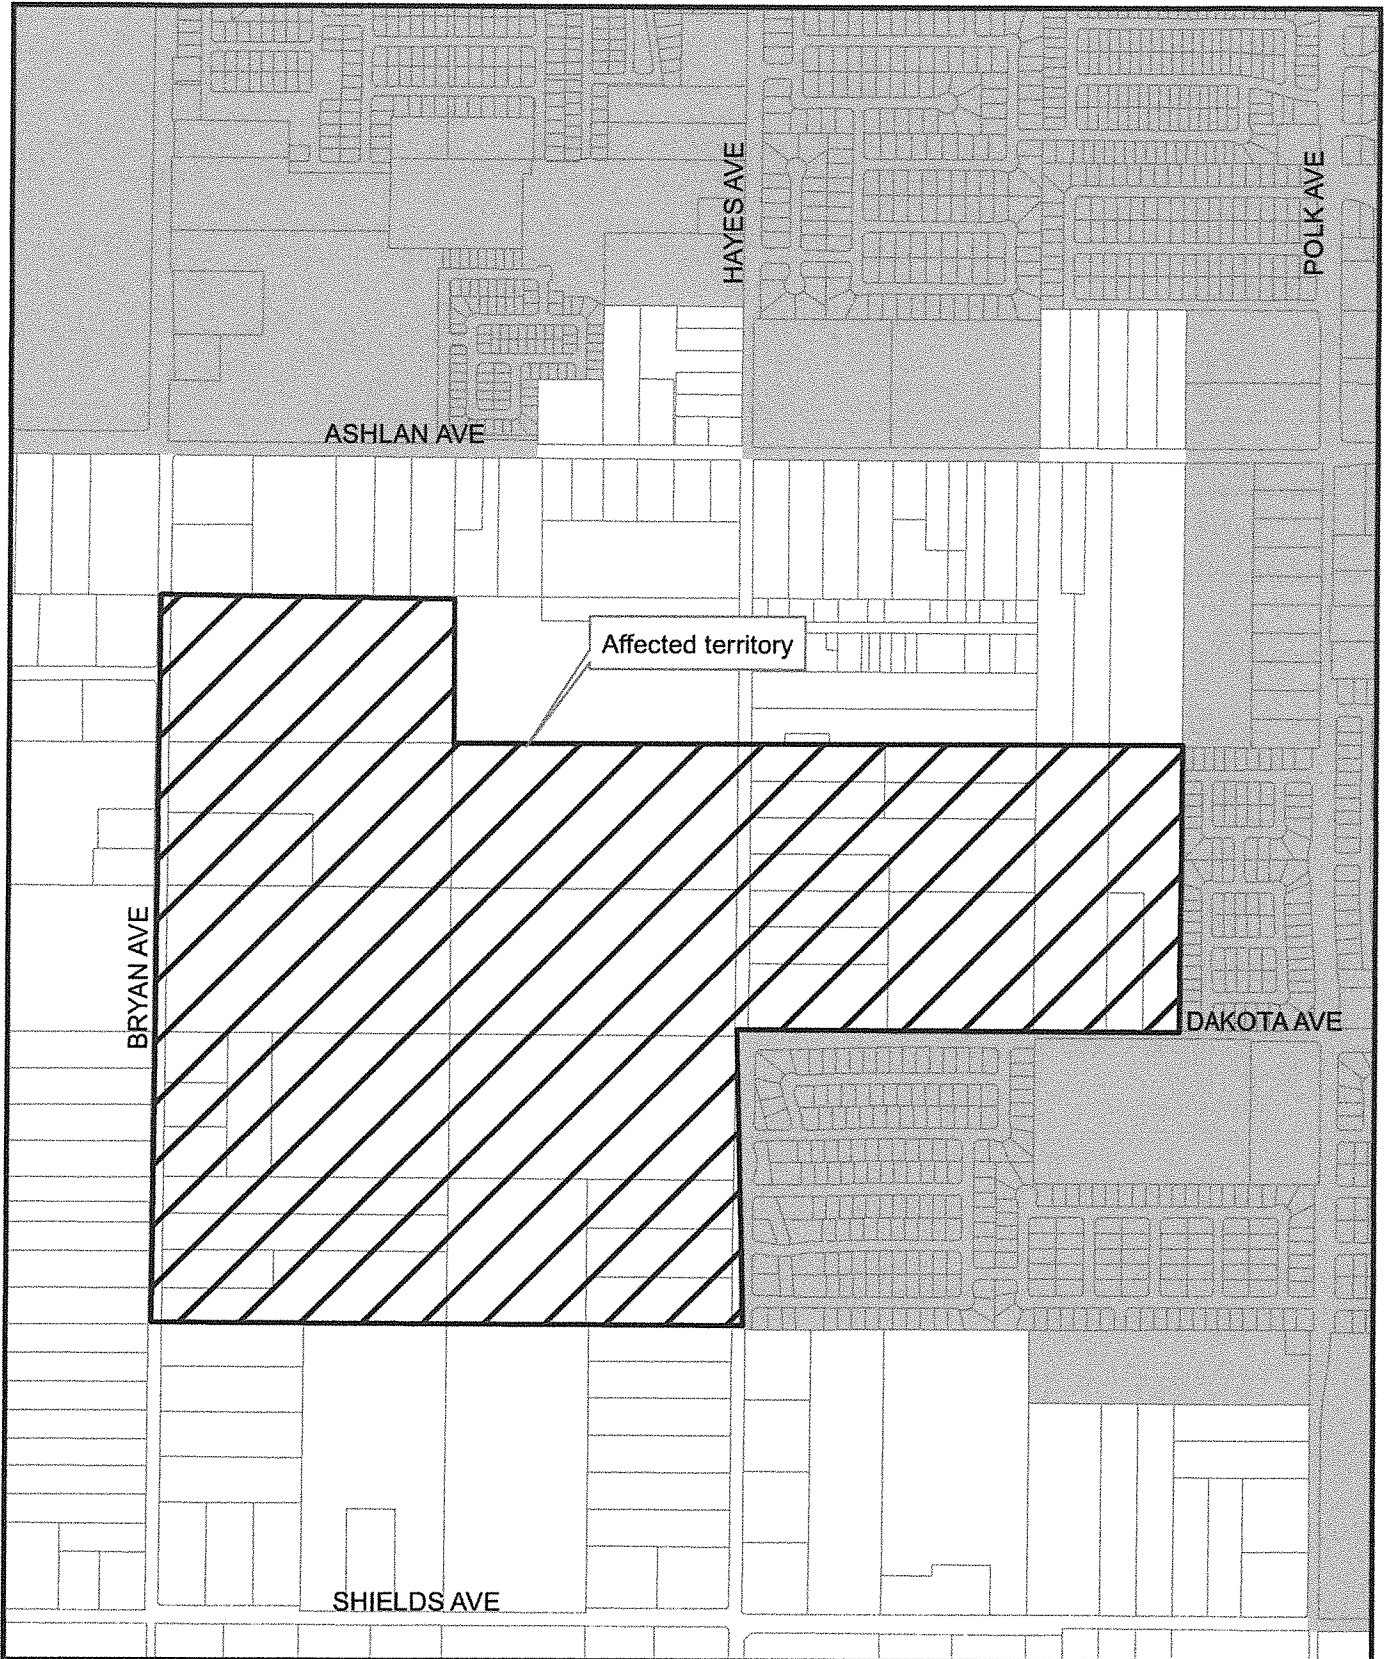 HAYES AVE
POLK AVE
ASHLAN AVE
Affected territory
BRYAN AVE
DAKOTA AVE
SHIELDS AVE